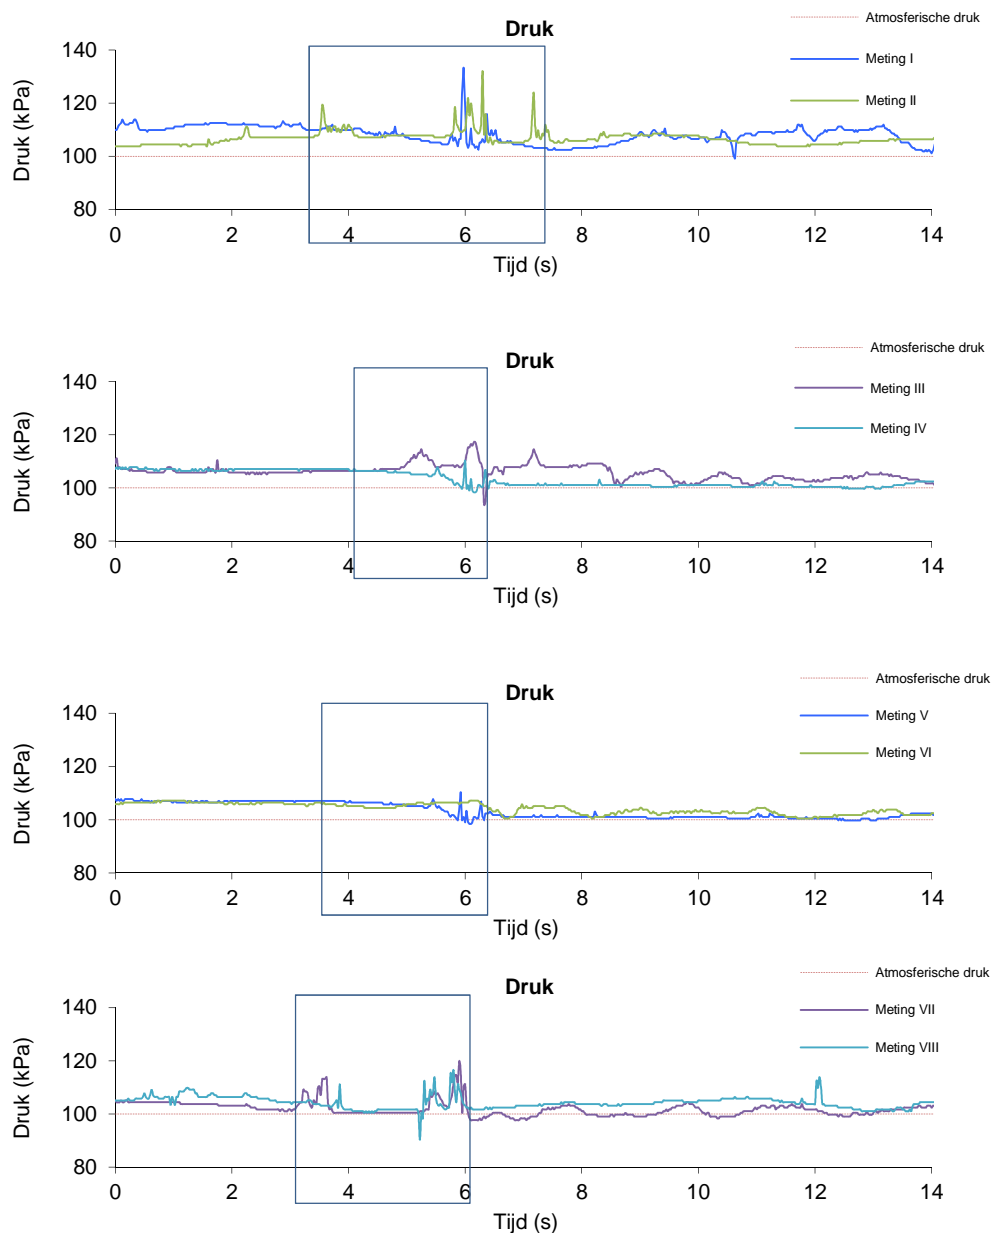 Druk
Atmosferische druk
Meting I
Meting II
Druk (kPa)
140
120
100
80
0 2 4 6 8 10 12 14
Tijd (s)
Druk
Atmosferische druk
Meting III
Meting IV
Druk (kPa)
140
120
100
80
0 2 4 6 8 10 12 14
Tijd (s)
Druk
Atmosferische druk
Meting V
Meting VI
Druk (kPa)
140
120
100
80
0 2 4 6 8 10 12 14
Tijd (s)
Druk
Atmosferische druk
Meting VII
Meting VIII
Druk (kPa)
140
120
100
80
0 2 4 6 8 10 12 14
Tijd (s)